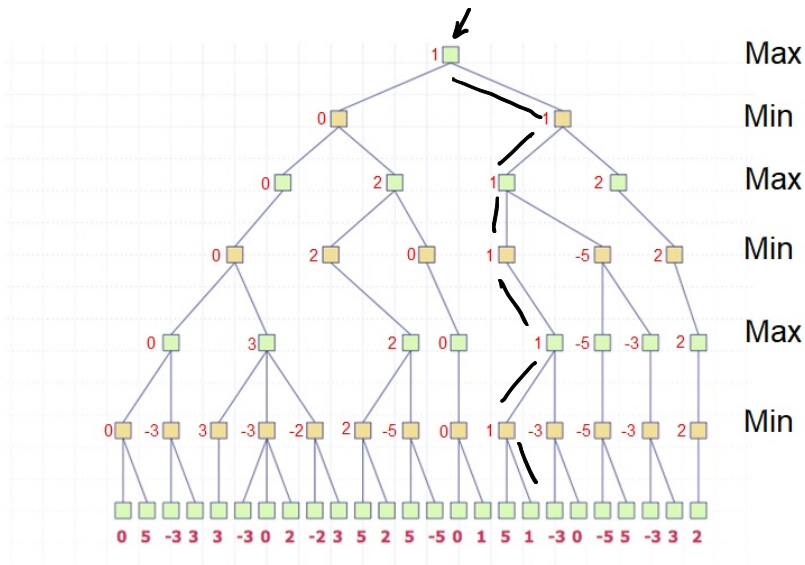 1 Max
0 1 Min
0 2 1 2 Max
0 2 0 1 -5 2 Min
0 3 2 0 1 -5 -3 2 Max
0 -3 3 -3 -2 2 -5 0 1 -3 -5 -3 2 Min
0 5 -3 3 3 -3 0 2 -2 3 5 2 5 -5 0 1 5 1 -3 0 -5 5 -3 3 2